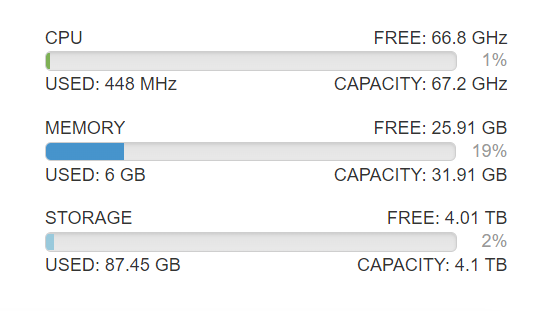 CPU FREE: 66.8 GHz
1%
USED: 448 MHz CAPACITY: 67.2 GHz
MEMORY FREE: 25.91 GB
19%
USED: 6 GB CAPACITY: 31.91 GB
STORAGE FREE: 4.01 TB
2%
USED: 87.45 GB CAPACITY: 4.1 TB